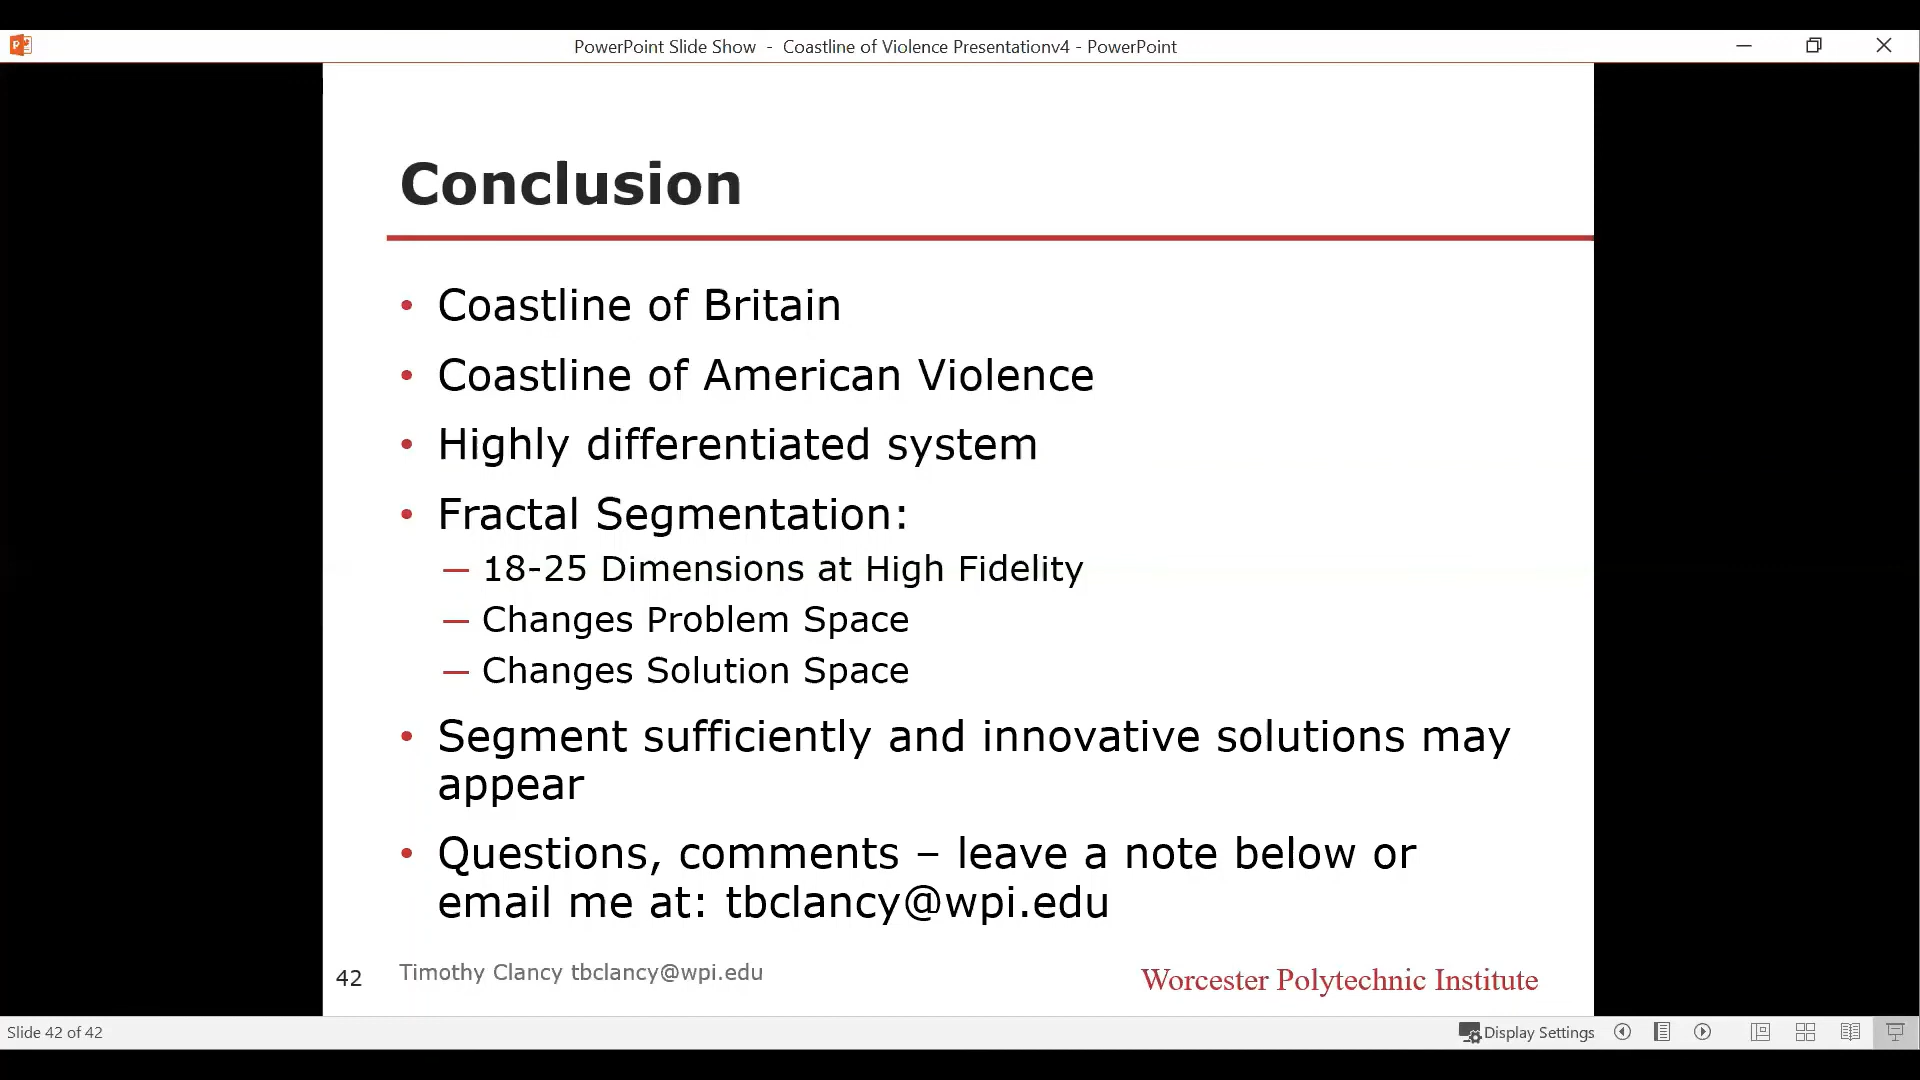 PowerPoint Slide Show - Coastline of Violence Presentationv4 - PowerPoint
Conclusion
• Coastline of Britain
• Coastline of American Violence
• Highly differentiated system
• Fractal Segmentation:
— 18-25 Dimensions at High Fidelity
— Changes Problem Space
— Changes Solution Space
• Segment sufficiently and innovative solutions may
appear
• Questions, comments – leave a note below or
email me at: tbclancy@wpi.edu
42
Timothy Clancy tbclancy@wpi.edu
Worcester Polytechnic Institute
Slide 42 of 42
Display Settings